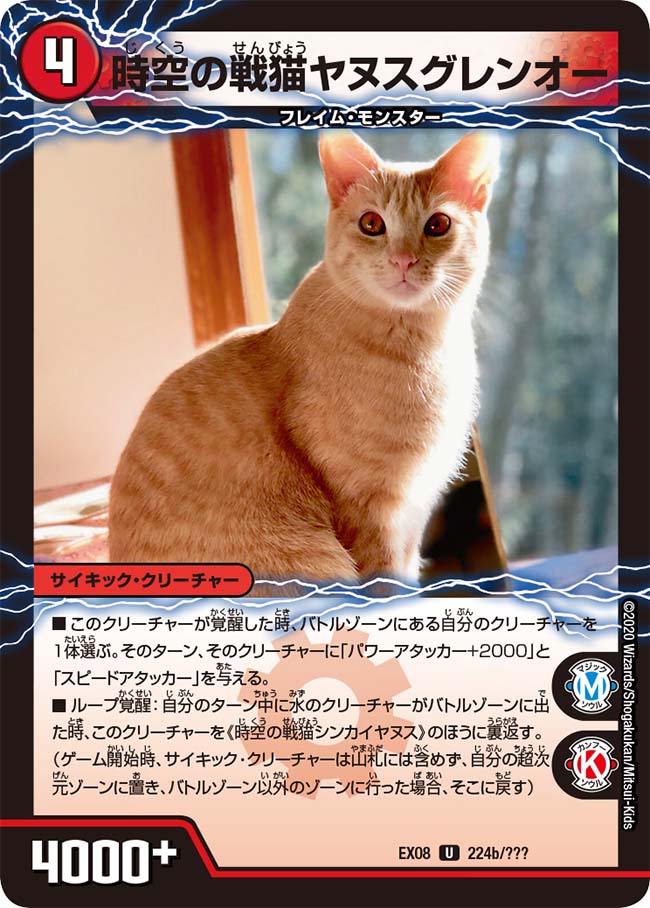 4
時空の戦猫ヤヌスグレンオー
フレイム・モンスター
サイキック・クリーチャー
■このクリーチャーが覚醒した時、バトルゾーンにある自分のクリーチャーを
1体選ぶ。そのターン、そのクリーチャーに「パワーアタッカー+2000」と
「スピードアタッカー」を与える。
■ループ覚醒：自分のターン中に水のクリーチャーがバトルゾーンに出
た時、このクリーチャーを《時空の戦猫シンカイヤヌス》のほうに裏返す。
（ゲーム開始時、サイキック・クリーチャーは山札には含めず、自分の超次
元ゾーンに置き、バトルゾーン以外のゾーンに行った場合、そこに戻す）
マジック
M
ソウル
カンフー
K
ソウル
©2020 Wizards/Shogakukan/Mitsui-Kids
4000+
EX08 U 224b/???